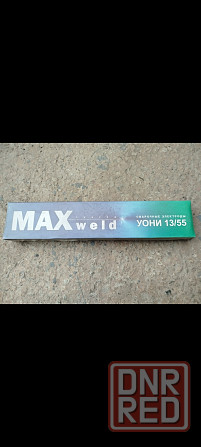 MAX
weld
СВАРОЧНЫЕ ЭЛЕКТРОДЫ
УОНИ 13/55
DNR
RED